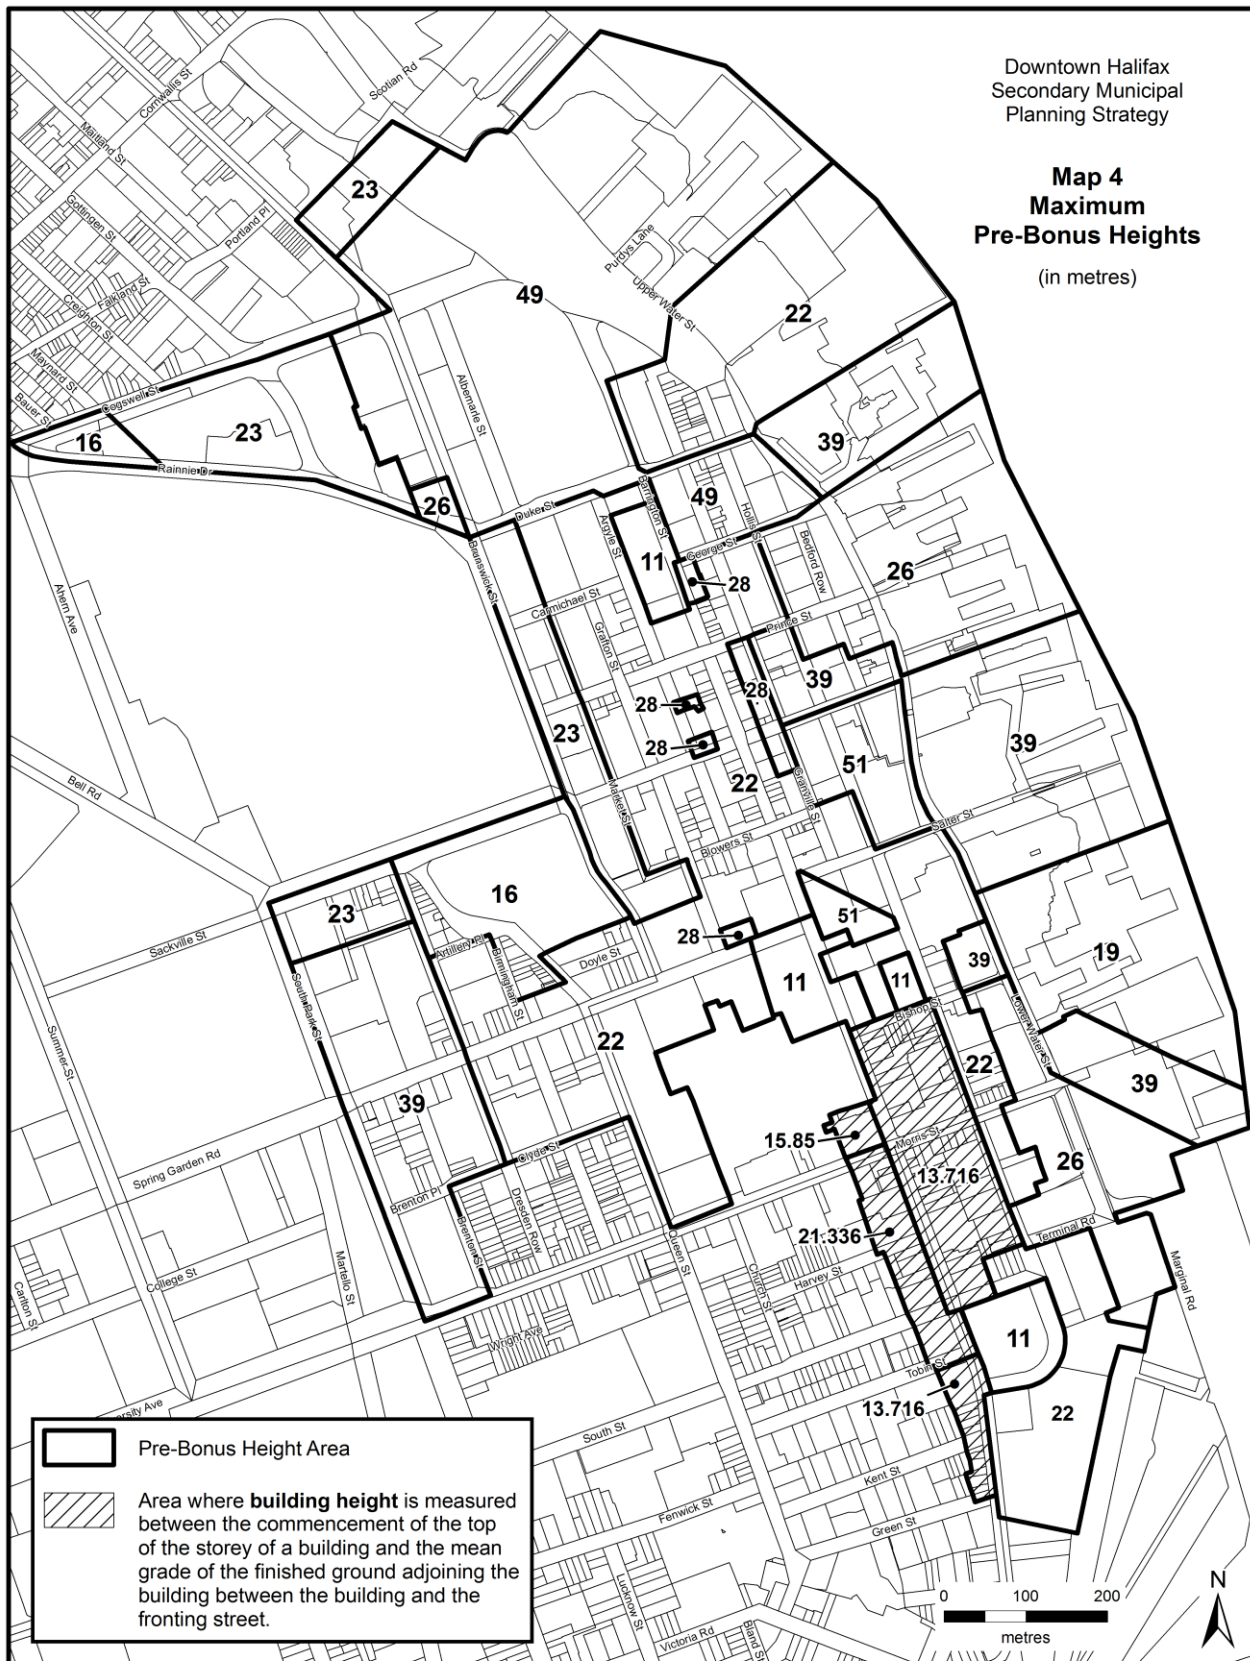 Downtown Halifax
Secondary Municipal
Planning Strategy
Map 4
Maximum
Pre-Bonus Heights
(in metres)
Scotian Rd
Cornwallis St
Maitland St
Gottingen St
Portland Pl
Falkland St
Creighton St
Maynard St
Bauer St
Cogswell St
Rainnie Dr
Albemarle St
Purdys Lane
Upper Water St
23
49
22
16
23
26
39
Duke St
Barrington St
49
Hollis St
Argyle St
11
George St
Bedford Row
28
26
Brunswick St
Carmichael St
Grafton St
Prince St
Ahern Ave
28
28
39
28
23
22
51
39
Bell Rd
Market St
Granville St
Blowers St
Salter St
16
23
51
28
Sackville St
Artillery Pl
Birmingham St
Doyle St
39
19
11
11
South Park St
Bishop St
Lower Water St
Summer St
22
22
39
39
15.85
Morris St
Clyde St
26
13.716
Spring Garden Rd
Brenton Pl
Dresden Row
Brenton St
21.336
Terminal Rd
Queen St
Marginal Rd
College St
Martello St
Church St
Harvey St
Carlton St
Wright Ave
11
Tobin St
13.716
22
ersity Ave
South St
Kent St
Fenwick St
Green St
Lucknow St
Victoria Rd
Bland St
Pre-Bonus Height Area
Area where building height is measured
between the commencement of the top
of the storey of a building and the mean
grade of the finished ground adjoining the
building between the building and the
fronting street.
N
0 100 200
metres